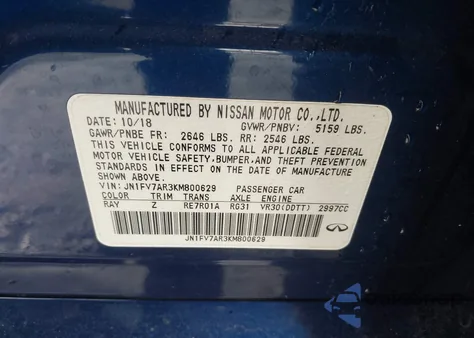 MANUFACTURED BY NISSAN MOTOR CO.,LTD.
DATE: 10/18 GVWR/PNBV: 5159 LBS.
GAWR/PNBE FR: 2646 LBS. RR: 2546 LBS.
THIS VEHICLE CONFORMS TO ALL APPLICABLE FEDERAL
MOTOR VEHICLE SAFETY,BUMPER,AND THEFT PREVENTION
STANDARDS IN EFFECT ON THE DATE OF MANUFACTURE
SHOWN ABOVE.
VIN: JN1FV7AR3KM800629 PASSENGER CAR
COLOR TRIM TRANS AXLE ENGINE
RAY Z RE7R01A RG31 VR30(DDTT) 2997CC
JN1FV7AR3KM800629